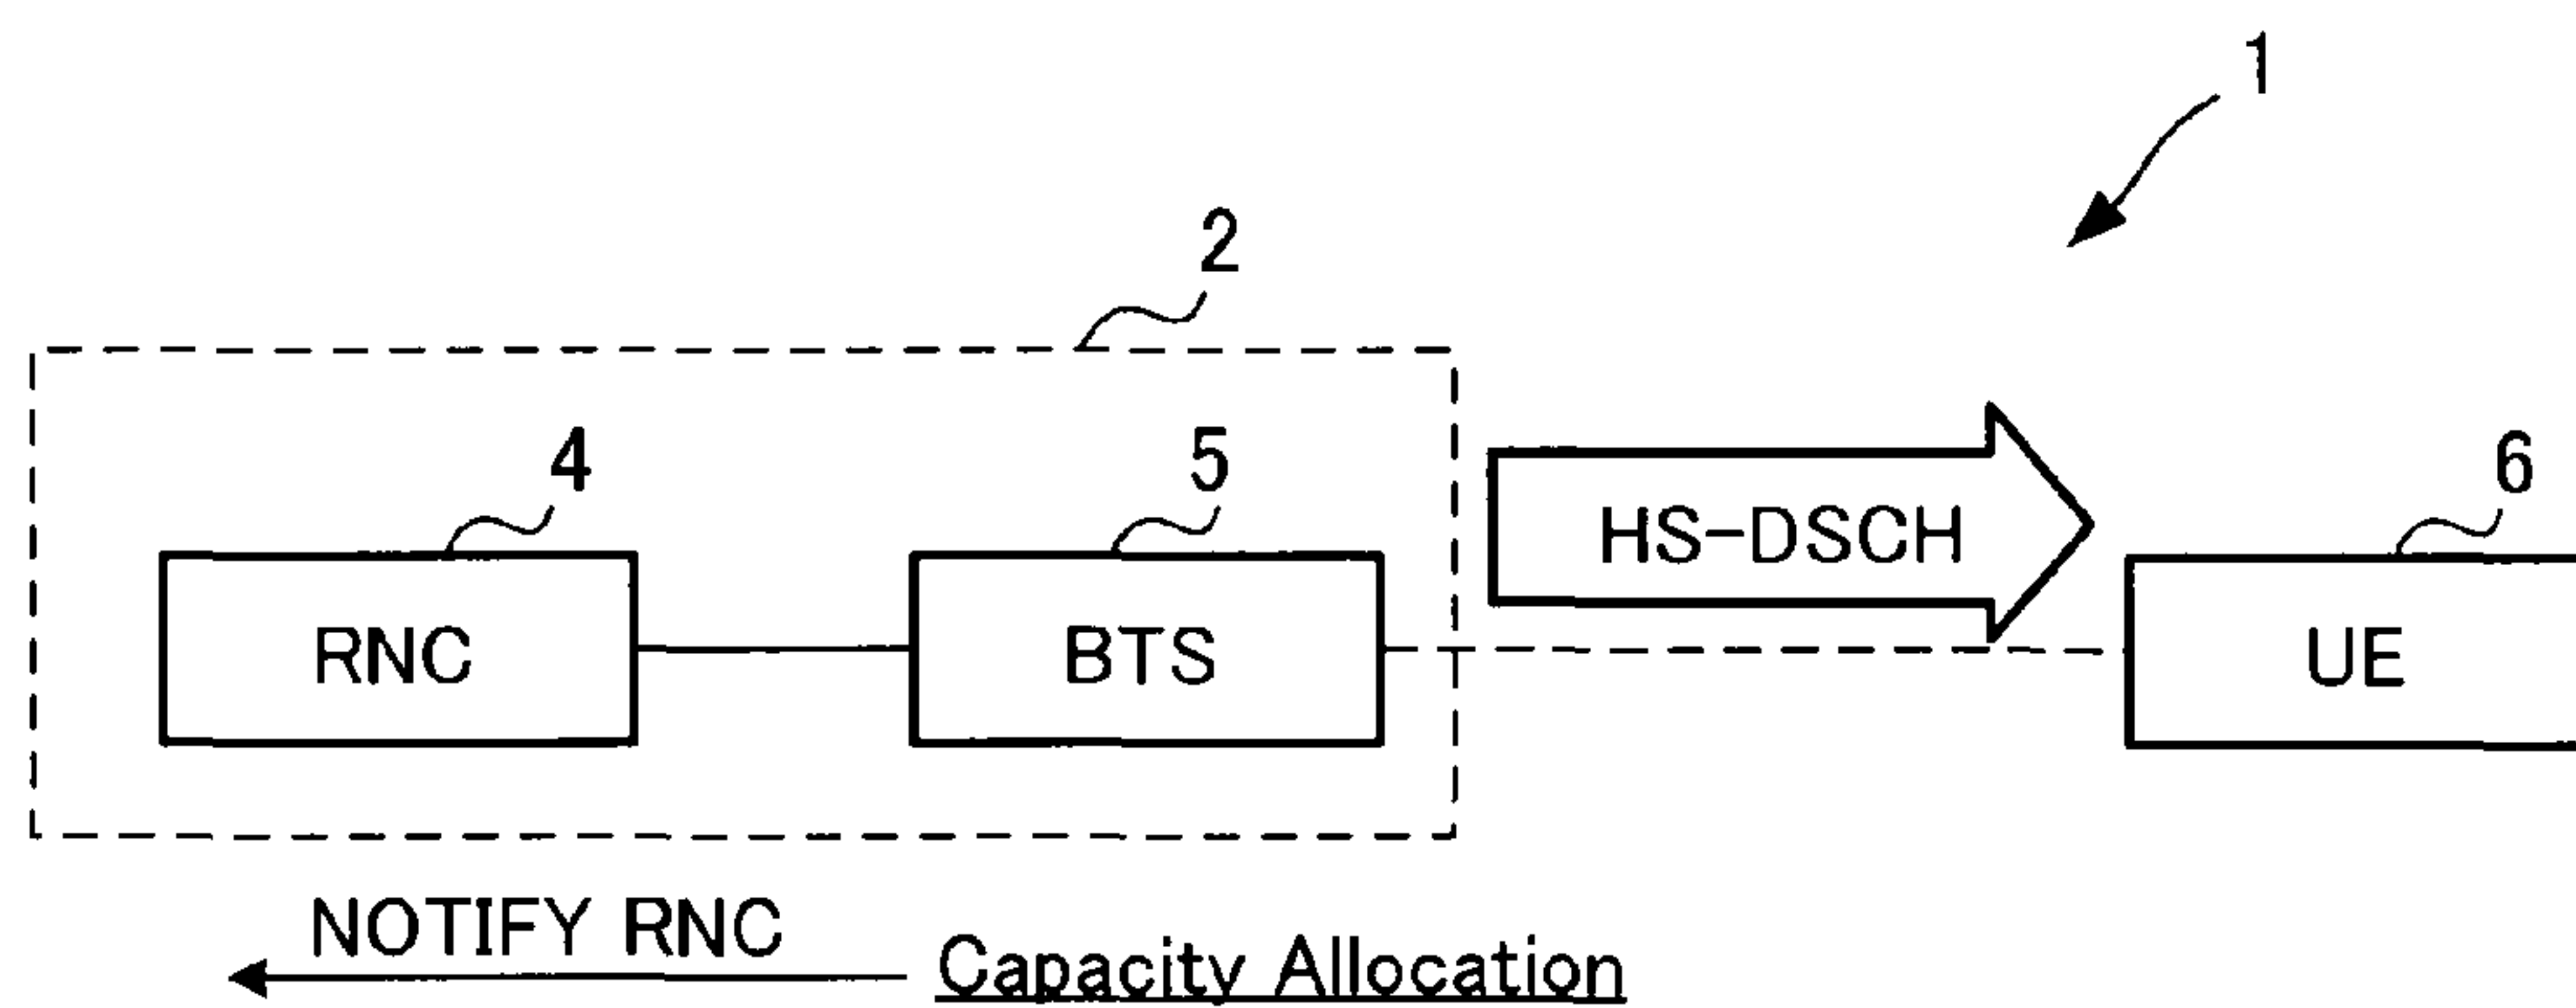 1
2
4
5
6
HS-DSCH
RNC
BTS
UE
NOTIFY RNC
Capacity Allocation